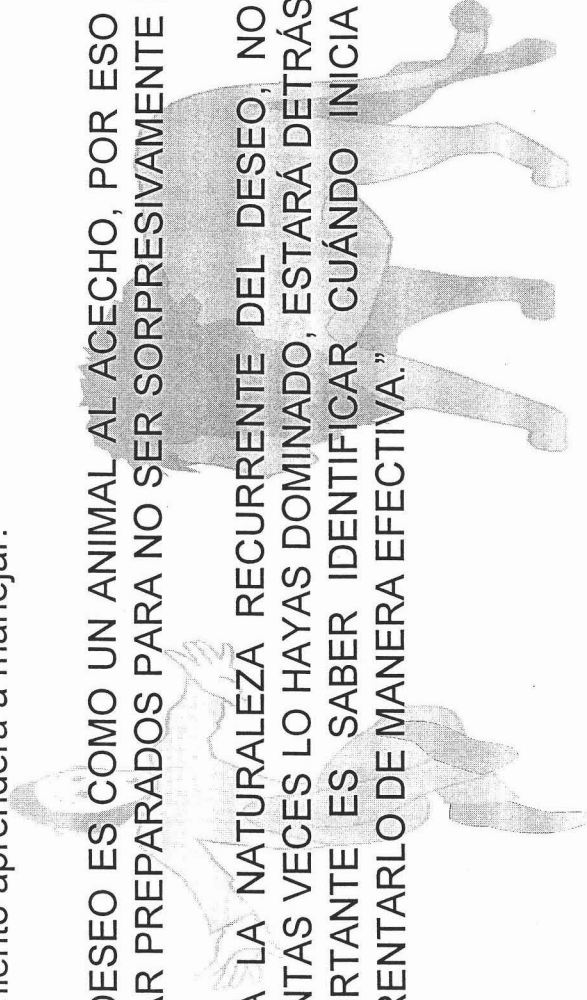 aprenderá a manejar.
DESEO ES COMO UN ANIMAL AL ACECHO, POR ESO
AR PREPARADOS PARA NO SER SORPRESIVAMENTE
A LA NATURALEZA RECURRENTE DEL DESEO, NO
NTAS VECES LO HAYAS DOMINADO, ESTARÁ DETRÁS
RTANTE ES SABER IDENTIFICAR CUÁNDO INICIA
RENTARLO DE MANERA EFECTIVA.”